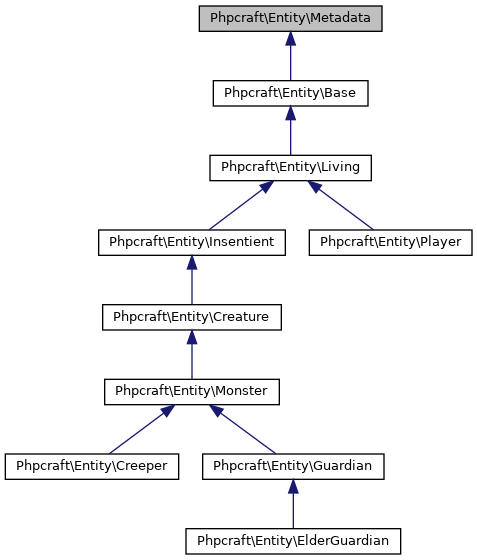 Phpcraft\Entity\Metadata
Phpcraft\Entity\Base
Phpcraft\Entity\Living
Phpcraft\Entity\Insentient
Phpcraft\Entity\Player
Phpcraft\Entity\Creature
Phpcraft\Entity\Monster
Phpcraft\Entity\Creeper
Phpcraft\Entity\Guardian
Phpcraft\Entity\ElderGuardian